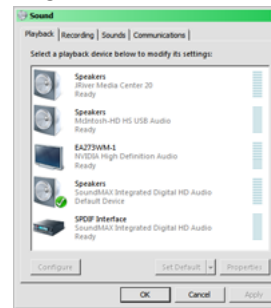 Sound
Playback Recording Sounds Communications
Select a playback device below to modify its settings:
Speakers
JRiver Media Center 20
Ready
Speakers
McIntosh-HD HS USB Audio
Ready
EA273WM-1
NVIDIA High Definition Audio
Ready
Speakers
SoundMAX Integrated Digital HD Audio
Default Device
SPDIF Interface
SoundMAX Integrated Digital HD Audio
Ready
Configure Set Default Properties
OK Cancel Apply